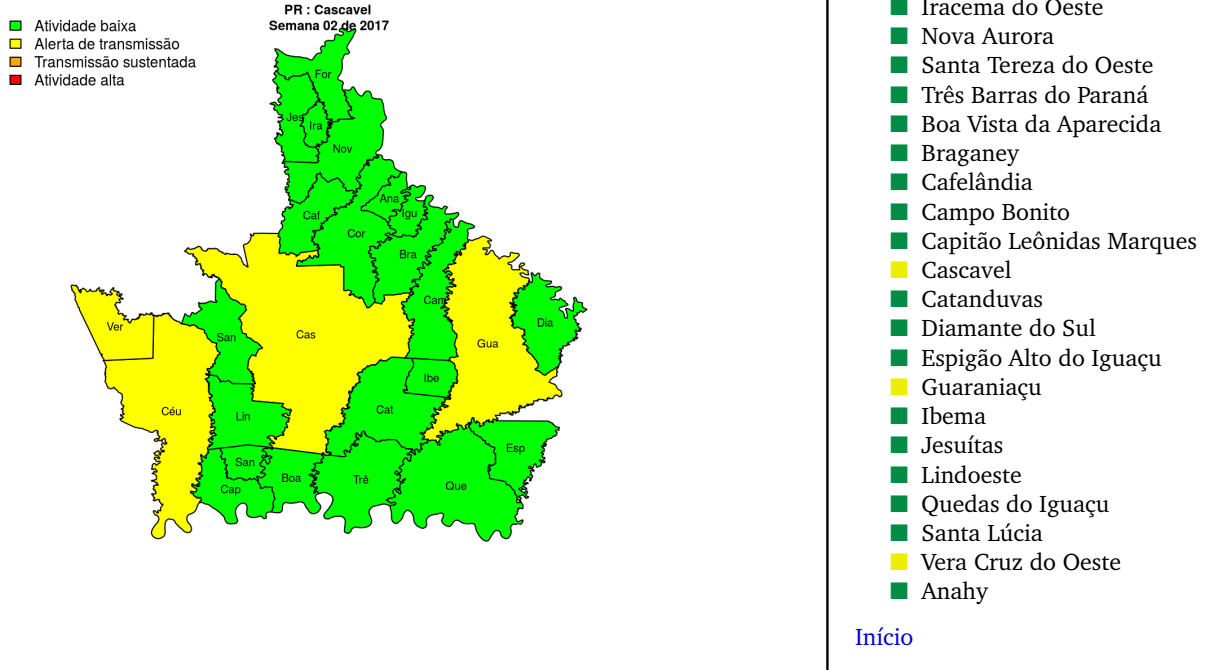 PR : Cascavel
Semana 02 de 2017
Atividade baixa
Alerta de transmissão
Transmissão sustentada
Atividade alta
For
Jes
Ira
Nov
Ana
Igu
Caf
Cor
Bra
Cam
Ver
San
Cas
Gua
Dia
Ibe
Céu
Lin
Cat
Esp
San
Cap
Boa
Trê
Que
Iracema do Oeste
Nova Aurora
Santa Tereza do Oeste
Três Barras do Paraná
Boa Vista da Aparecida
Braganey
Cafelândia
Campo Bonito
Capitão Leônidas Marques
Cascavel
Catanduvas
Diamante do Sul
Espigão Alto do Iguaçu
Guaraniaçu
Ibema
Jesuítas
Lindoeste
Quedas do Iguaçu
Santa Lúcia
Vera Cruz do Oeste
Anahy
Início